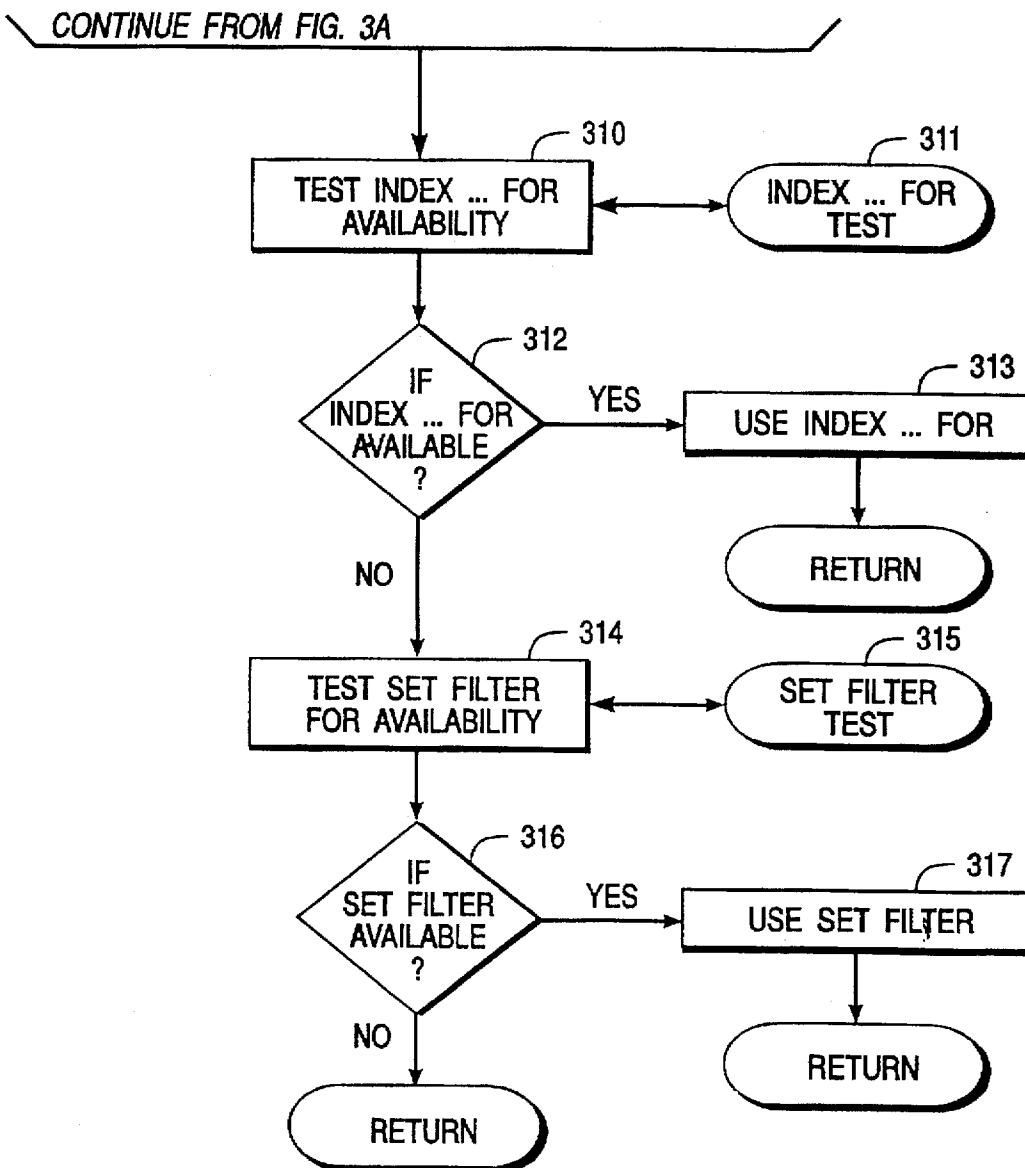 CONTINUE FROM FIG. 3A
310
311
TEST INDEX ... FOR
AVAILABILITY
INDEX ... FOR
TEST
312
IF
INDEX ... FOR
AVAILABLE
?
YES
313
USE INDEX ... FOR
RETURN
NO
314
315
TEST SET FILTER
FOR AVAILABILITY
SET FILTER
TEST
316
IF
SET FILTER
AVAILABLE
?
YES
317
USE SET FILTER
RETURN
NO
RETURN